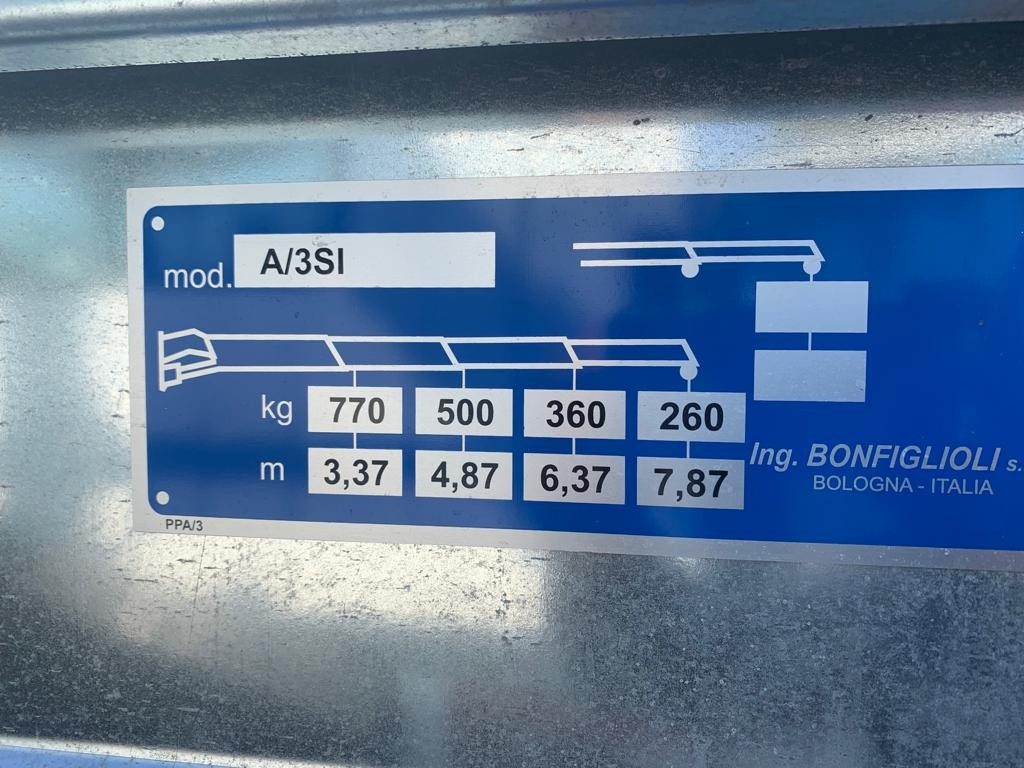 mod. A/3SI
kg 770 500 360 260
m 3,37 4,87 6,37 7,87
Ing. BONFIGLIOLI s.
BOLOGNA - ITALIA
PPA/3